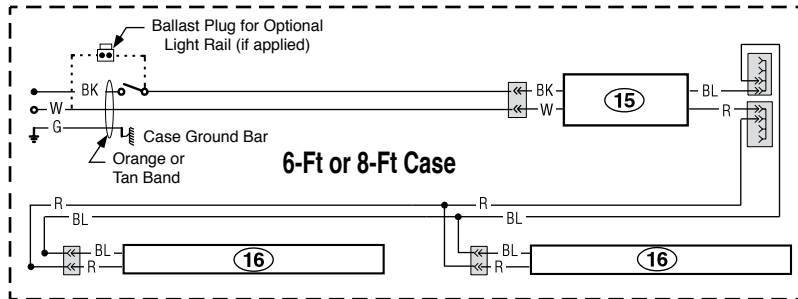 Ballast Plug for Optional
Light Rail (if applied)
BK
BK
BL
15
W
W
R
G
Case Ground Bar
Orange or
Tan Band
6-Ft or 8-Ft Case
R
R
BL
BL
BL
16
BL
16
R
R